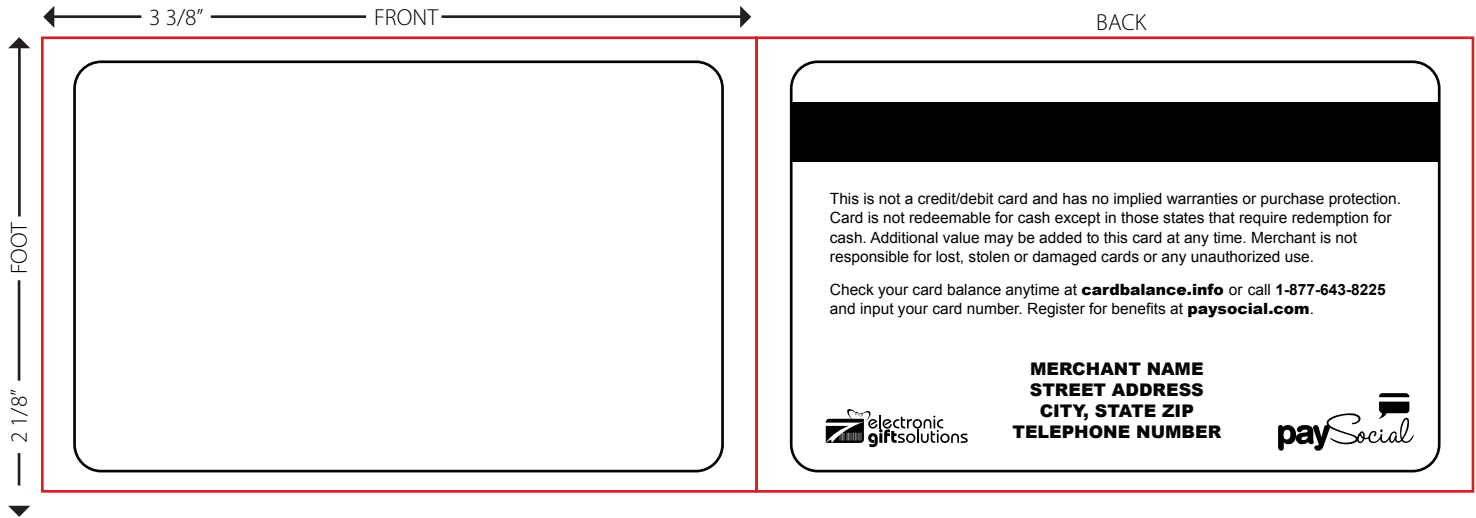 3 3/8” FRONT
BACK
FOOT
2 1/8”
This is not a credit/debit card and has no implied warranties or purchase protection.
Card is not redeemable for cash except in those states that require redemption for
cash. Additional value may be added to this card at any time. Merchant is not
responsible for lost, stolen or damaged cards or any unauthorized use.
Check your card balance anytime at cardbalance.info or call 1-877-643-8225
and input your card number. Register for benefits at paysocial.com.
electronic
giftsolutions
MERCHANT NAME
STREET ADDRESS
CITY, STATE ZIP
TELEPHONE NUMBER
paySocial